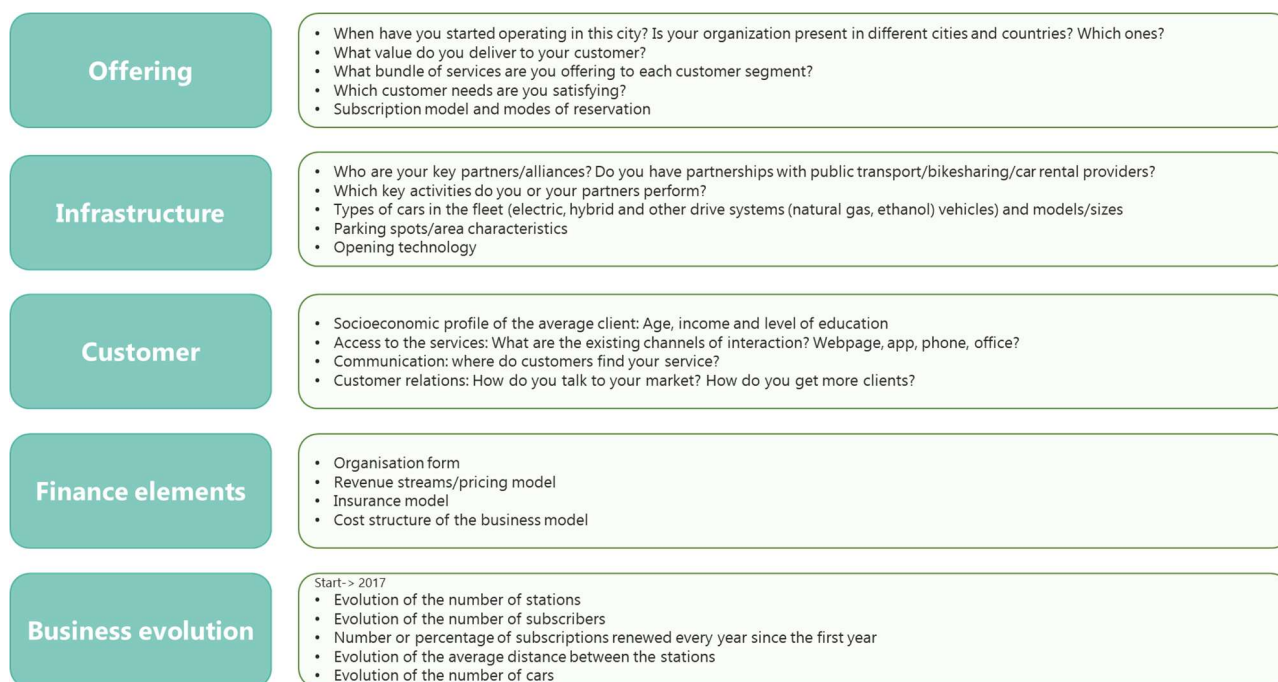 Offering
• When have you started operating in this city? Is your organization present in different cities and countries? Which ones?
• What value do you deliver to your customer?
• What bundle of services are you offering to each customer segment?
• Which customer needs are you satisfying?
• Subscription model and modes of reservation
Infrastructure
• Who are your key partners/alliances? Do you have partnerships with public transport/bikesharing/car rental providers?
• Which key activities do you or your partners perform?
• Types of cars in the fleet (electric, hybrid and other drive systems (natural gas, ethanol) vehicles) and models/sizes
• Parking spots/area characteristics
• Opening technology
Customer
• Socioeconomic profile of the average client: Age, income and level of education
• Access to the services: What are the existing channels of interaction? Webpage, app, phone, office?
• Communication: where do customers find your service?
• Customer relations: How do you talk to your market? How do you get more clients?
Finance elements
• Organisation form
• Revenue streams/pricing model
• Insurance model
• Cost structure of the business model
Business evolution
Start-> 2017
• Evolution of the number of stations
• Evolution of the number of subscribers
• Number or percentage of subscriptions renewed every year since the first year
• Evolution of the average distance between the stations
• Evolution of the number of cars